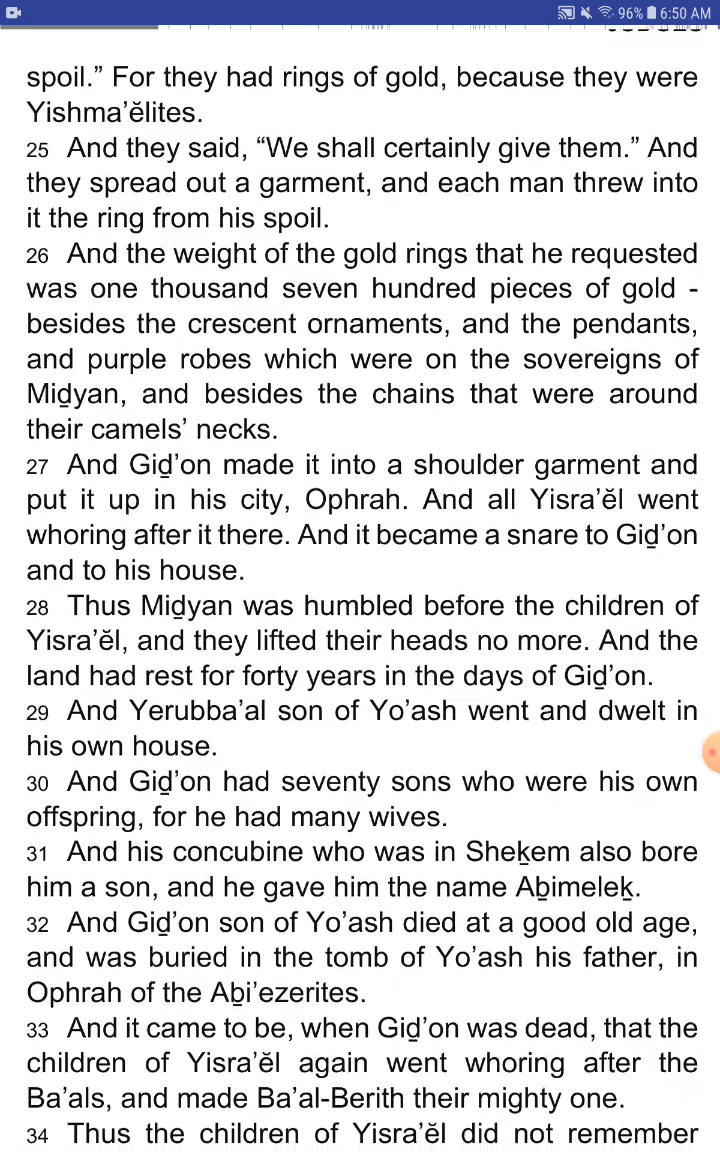 96% 6:50 AM
spoil.” For they had rings of gold, because they were
Yishma’ĕlites.
25 And they said, “We shall certainly give them.” And
they spread out a garment, and each man threw into
it the ring from his spoil.
26 And the weight of the gold rings that he requested
was one thousand seven hundred pieces of gold -
besides the crescent ornaments, and the pendants,
and purple robes which were on the sovereigns of
Miḏyan, and besides the chains that were around
their camels’ necks.
27 And Giḏ’on made it into a shoulder garment and
put it up in his city, Ophrah. And all Yisra’ĕl went
whoring after it there. And it became a snare to Giḏ’on
and to his house.
28 Thus Miḏyan was humbled before the children of
Yisra’ĕl, and they lifted their heads no more. And the
land had rest for forty years in the days of Giḏ’on.
29 And Yerubba’al son of Yo’ash went and dwelt in
his own house.
30 And Giḏ’on had seventy sons who were his own
offspring, for he had many wives.
31 And his concubine who was in Sheḵem also bore
him a son, and he gave him the name Aḇimeleḵ.
32 And Giḏ’on son of Yo’ash died at a good old age,
and was buried in the tomb of Yo’ash his father, in
Ophrah of the Aḇi’ezerites.
33 And it came to be, when Giḏ’on was dead, that the
children of Yisra’ĕl again went whoring after the
Ba’als, and made Ba’al-Berith their mighty one.
34 Thus the children of Yisra’ĕl did not remember